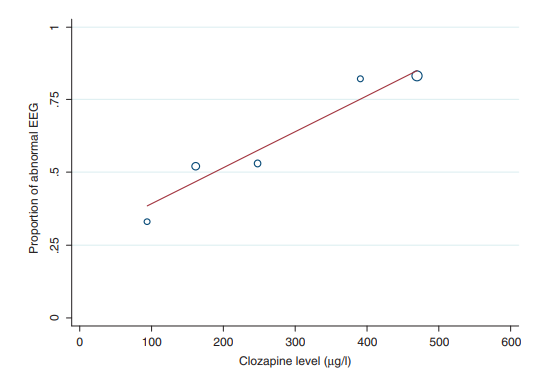 1
.75
.5
.25
0
Proportion of abnormal EEG
0 100 200 300 400 500 600
Clozapine level (μg/l)